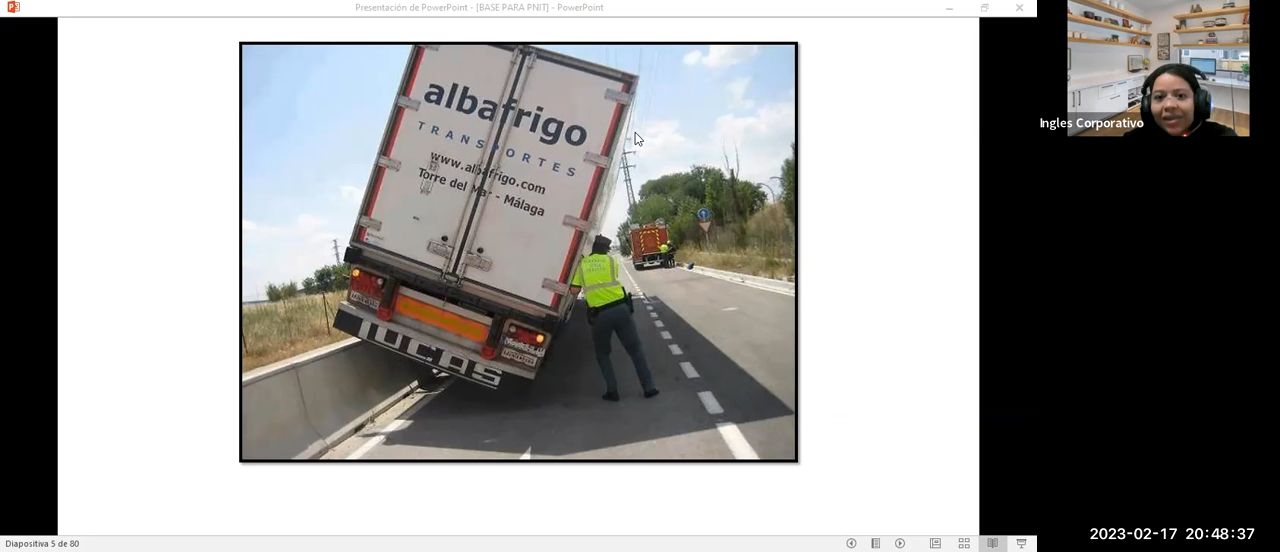 Presentación de PowerPoint - [BASE PARA PNIT] - PowerPoint
albafrigo
TRANSPORTES
www.albafrigo.com
Torre del Mar - Málaga
LUCAS
Ingles Corporativo
2023-02-17 20:48:37
Diapositiva 5 de 80